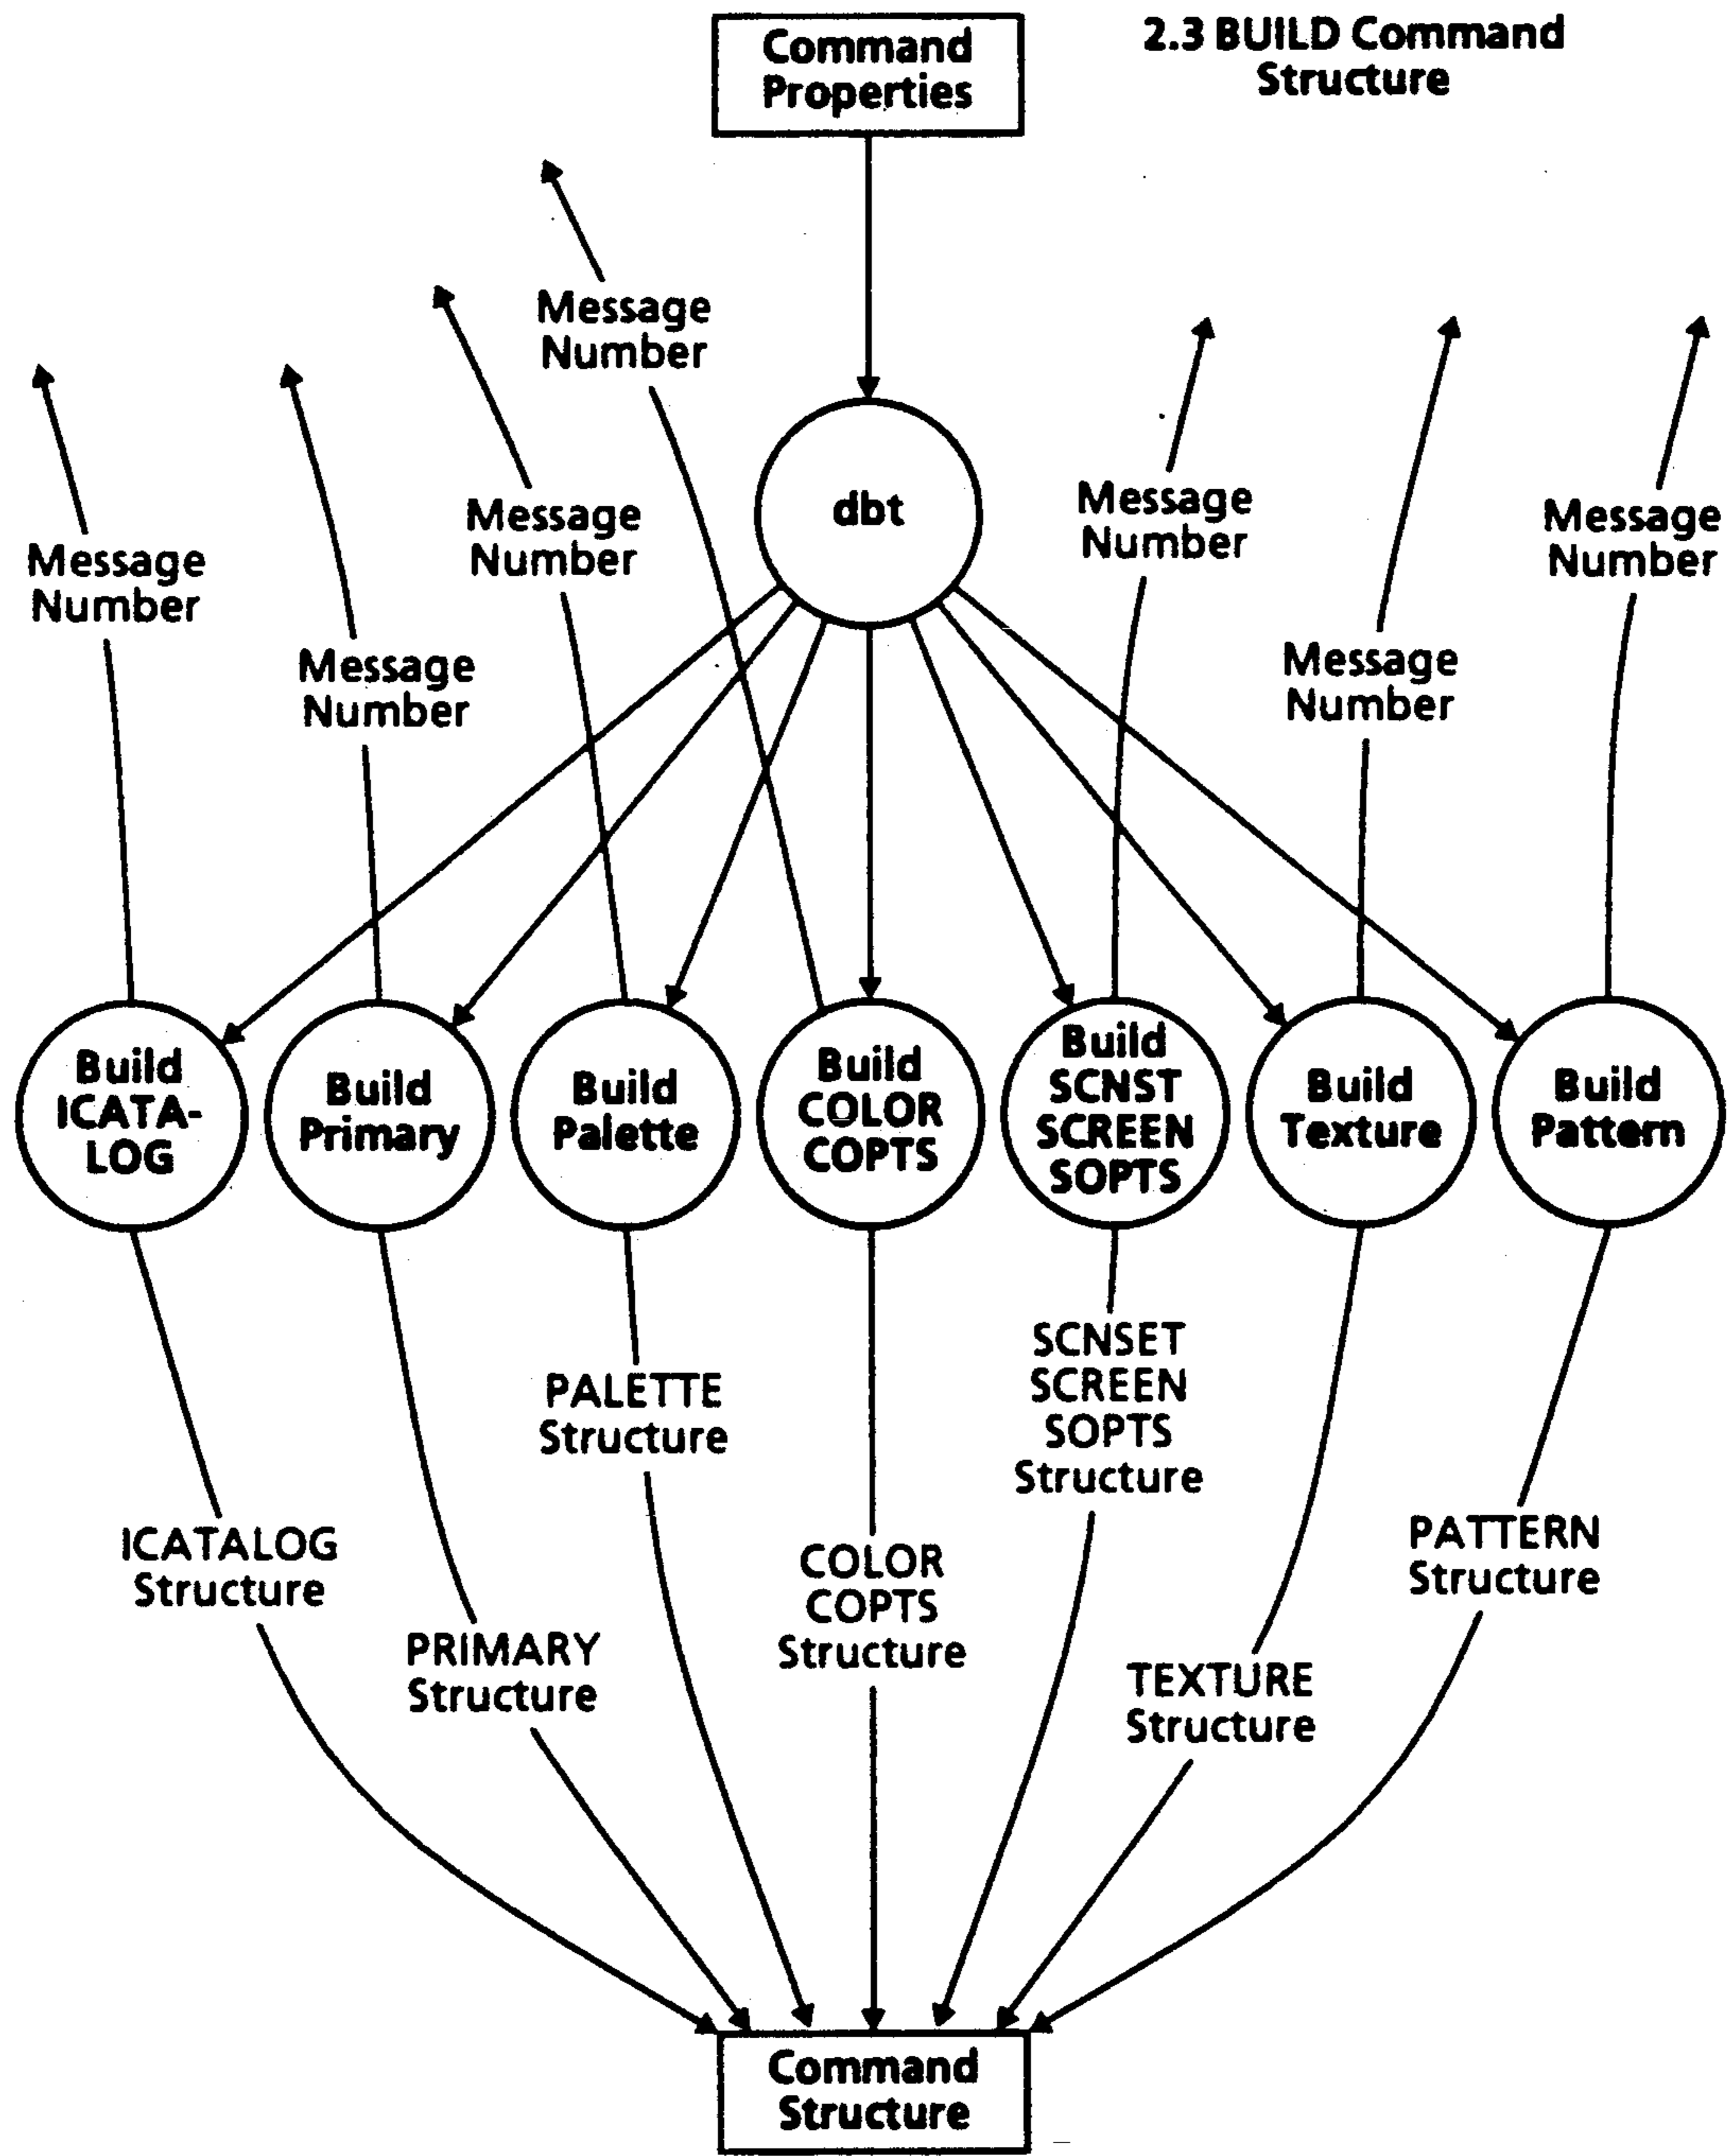 Command
Properties
2.3 BUILD Command
Structure
Message
Number
Message
Number
Message
Number
Message
Number
dbt
Message
Number
Message
Number
Message
Number
Build
ICATA-
LOG
Build
Primary
Build
Palette
Build
COLOR
COPTS
Build
SCNST
SCREEN
SOPTS
Build
Texture
Build
Pattern
ICATALOG
Structure
PRIMARY
Structure
PALETTE
Structure
COLOR
COPTS
Structure
SCNSET
SCREEN
SOPTS
Structure
TEXTURE
Structure
PATTERN
Structure
Command
Structure